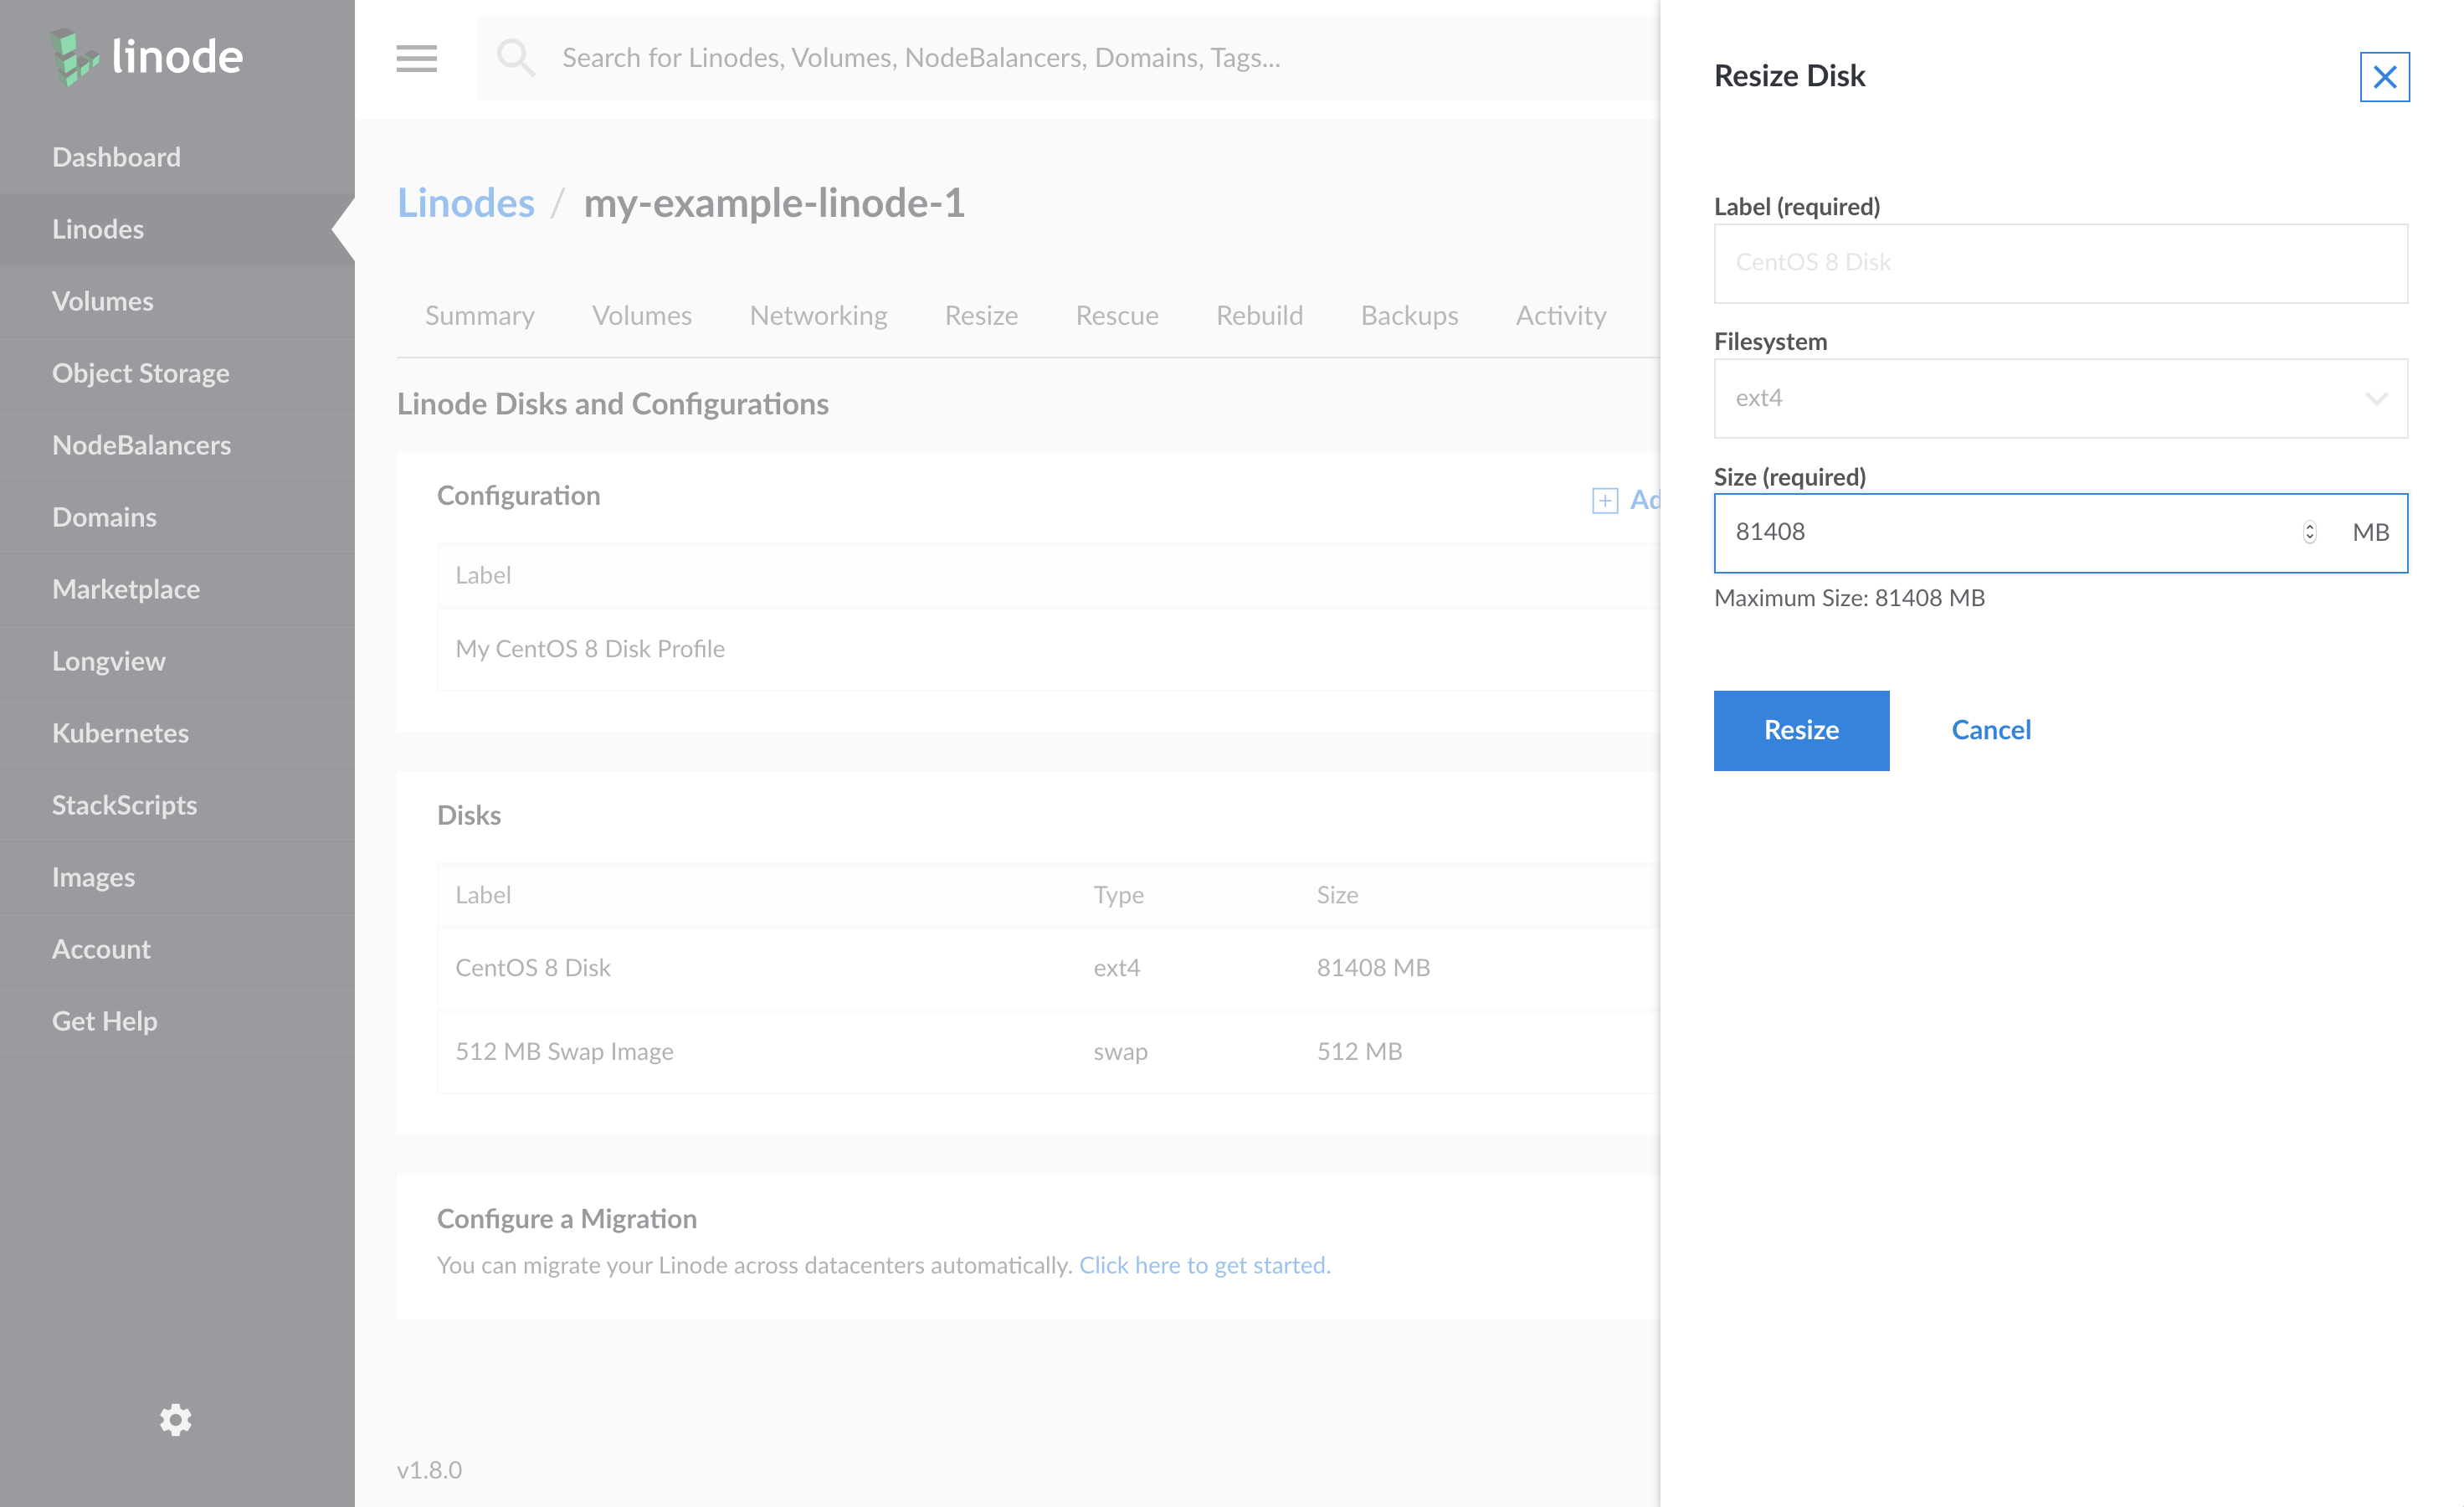 linode
Dashboard
Linodes
Volumes
Object Storage
NodeBalancers
Domains
Marketplace
Longview
Kubernetes
StackScripts
Images
Account
Get Help
Search for Linodes, Volumes, NodeBalancers, Domains, Tags...
Linodes / my-example-linode-1
Summary Volumes Networking Resize Rescue Rebuild Backups Activity
Linode Disks and Configurations
Configuration
Label
My CentOS 8 Disk Profile
Disks
Label Type Size
CentOS 8 Disk ext4 81408 MB
512 MB Swap Image swap 512 MB
Configure a Migration
You can migrate your Linode across datacenters automatically. Click here to get started.
v1.8.0
Resize Disk
Label (required)
CentOS 8 Disk
Filesystem
ext4
Size (required)
81408 MB
Maximum Size: 81408 MB
Resize Cancel